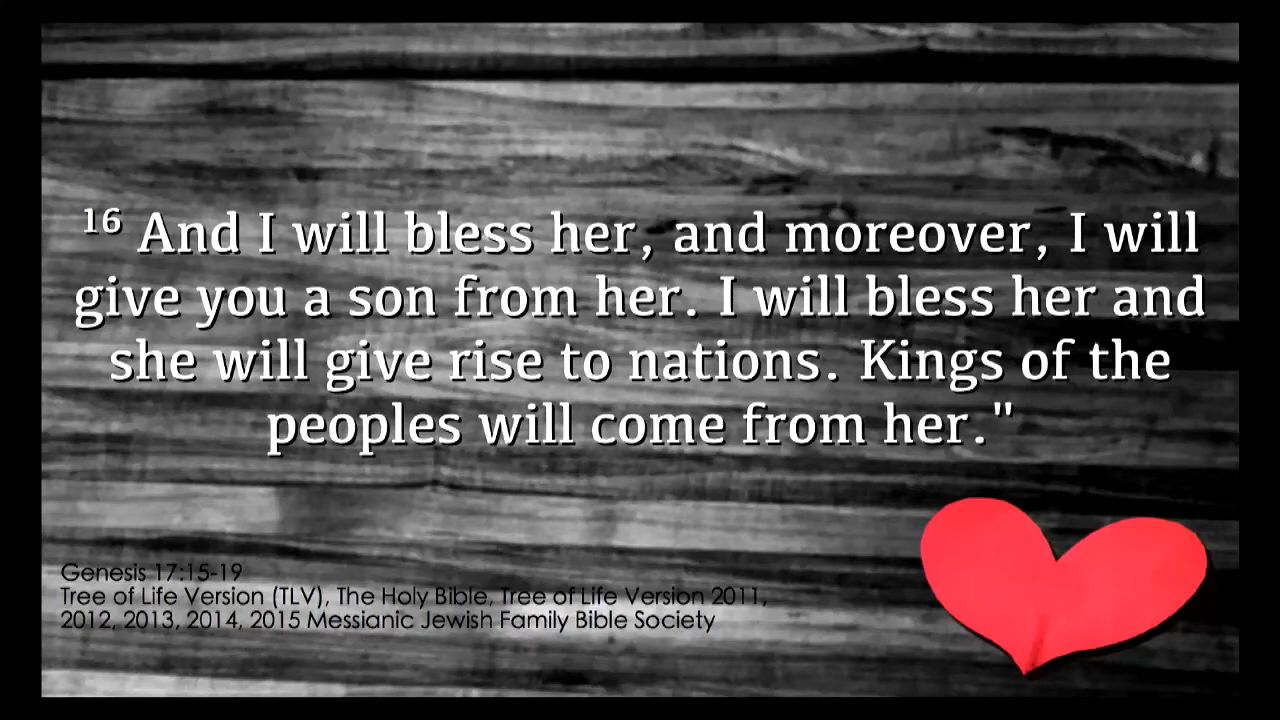 16 And I will bless her, and moreover, I will
give you a son from her. I will bless her and
she will give rise to nations. Kings of the
peoples will come from her."
Genesis 17:15-19
Tree of Life Version (TLV), The Holy Bible, Tree of Life Version 2011,
2012, 2013, 2014, 2015 Messianic Jewish Family Bible Society